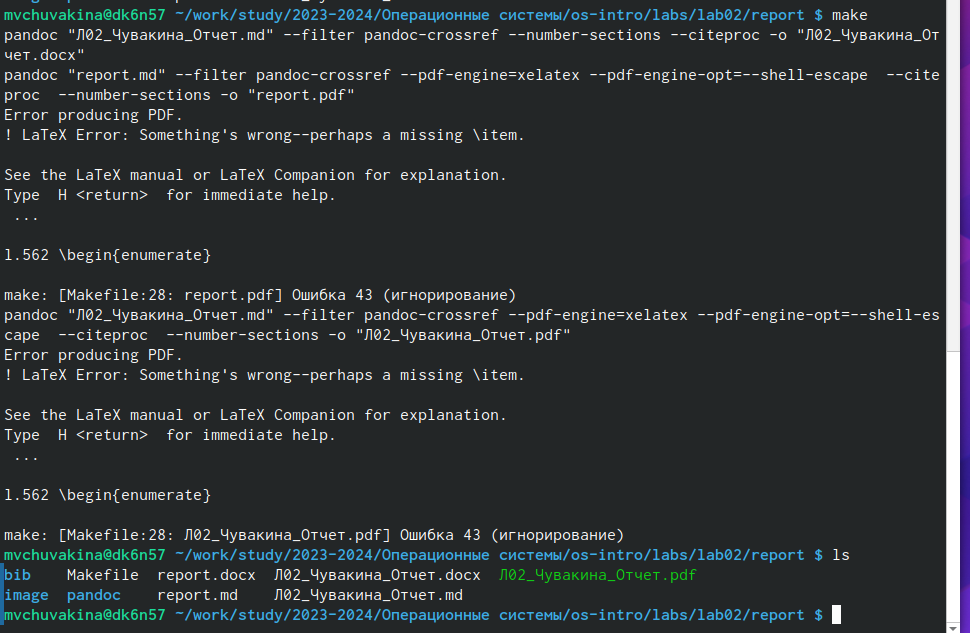 mvchuvakina@dk6n57 ~/work/study/2023-2024/Операционные системы/os-intro/labs/lab02/report $ make
pandoc "Л02_Чувакина_Отчет.md" --filter pandoc-crossref --number-sections --citeproc -o "Л02_Чувакина_От
чет.docx"
pandoc "report.md" --filter pandoc-crossref --pdf-engine=xelatex --pdf-engine-opt=--shell-escape  --cite
proc  --number-sections -o "report.pdf"
Error producing PDF.
! LaTeX Error: Something's wrong--perhaps a missing \item.
See the LaTeX manual or LaTeX Companion for explanation.
Type  H <return>  for immediate help.
 ...
l.562 \begin{enumerate}
make: [Makefile:28: report.pdf] Ошибка 43 (игнорирование)
pandoc "Л02_Чувакина_Отчет.md" --filter pandoc-crossref --pdf-engine=xelatex --pdf-engine-opt=--shell-es
cape  --citeproc  --number-sections -o "Л02_Чувакина_Отчет.pdf"
Error producing PDF.
! LaTeX Error: Something's wrong--perhaps a missing \item.
See the LaTeX manual or LaTeX Companion for explanation.
Type  H <return>  for immediate help.
 ...
l.562 \begin{enumerate}
make: [Makefile:28: Л02_Чувакина_Отчет.pdf] Ошибка 43 (игнорирование)
mvchuvakina@dk6n57 ~/work/study/2023-2024/Операционные системы/os-intro/labs/lab02/report $ ls
bib    Makefile  report.docx  Л02_Чувакина_Отчет.docx  Л02_Чувакина_Отчет.pdf
image  pandoc    report.md    Л02_Чувакина_Отчет.md
mvchuvakina@dk6n57 ~/work/study/2023-2024/Операционные системы/os-intro/labs/lab02/report $